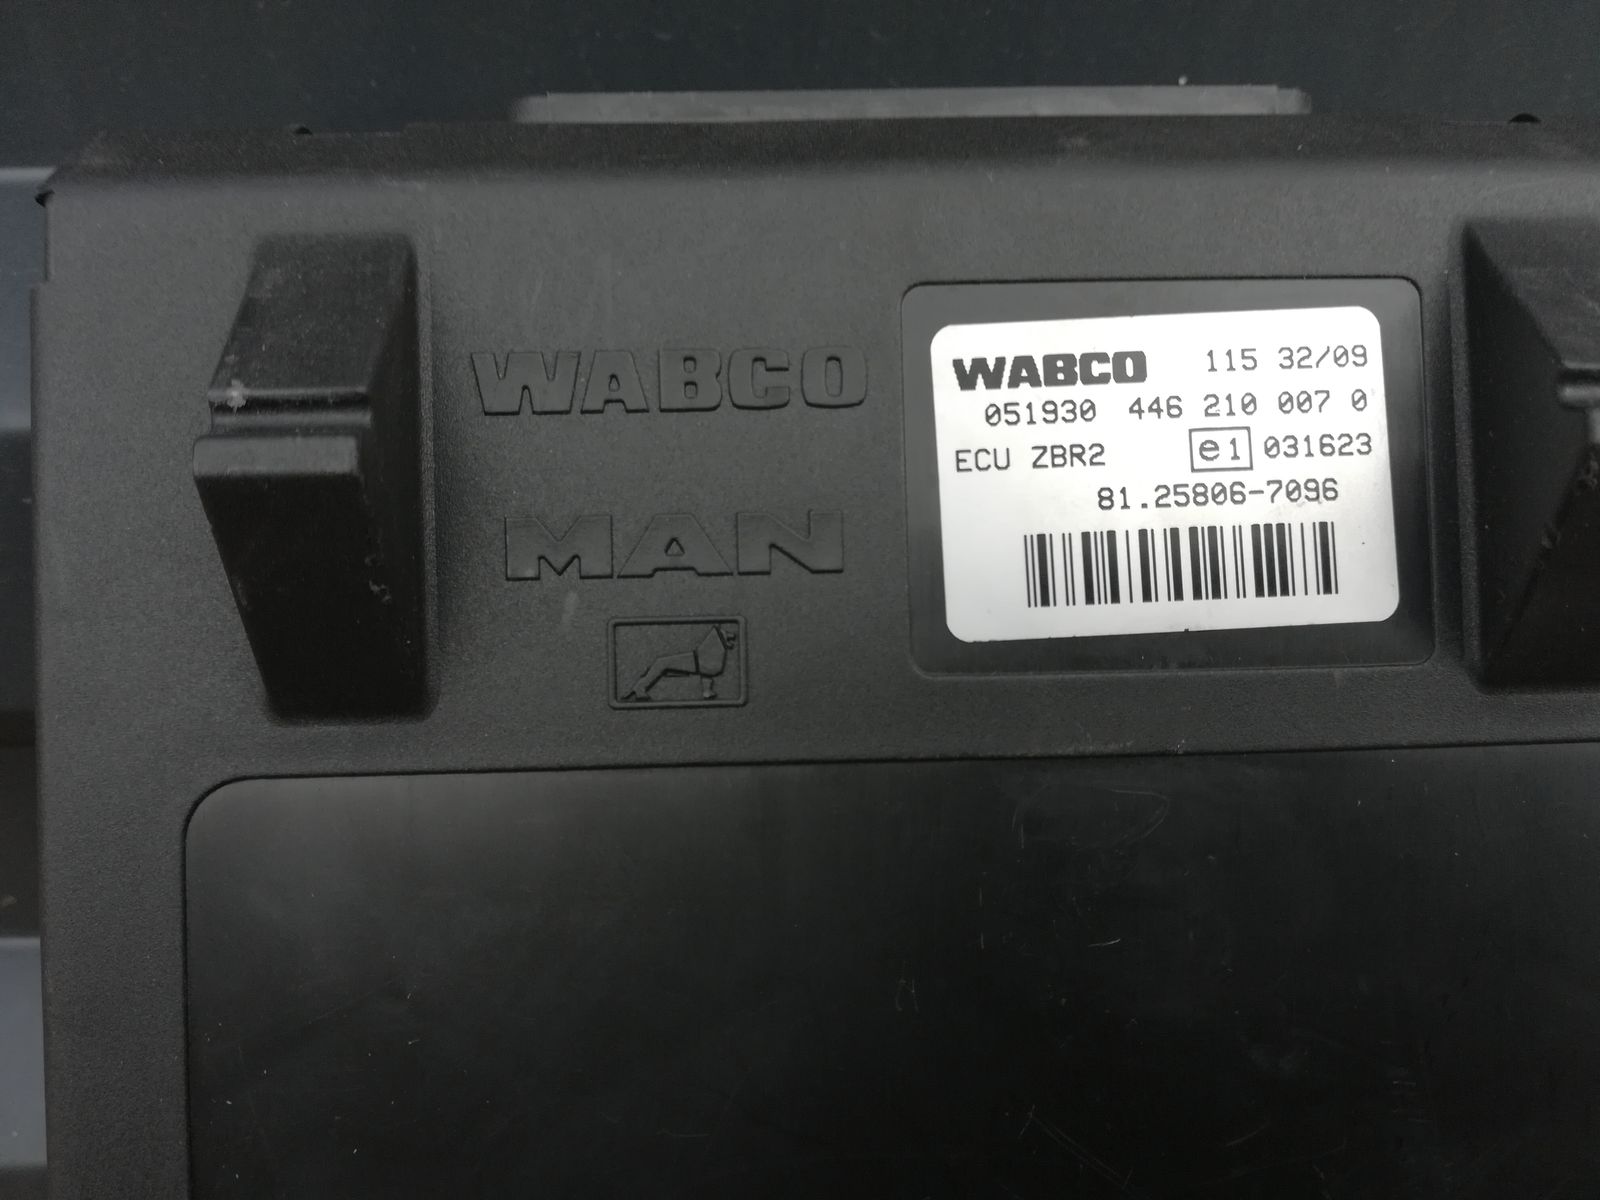 WABCO
MAN
WABCO 115 32/09
051930 446 210 007 0
ECU ZBR2 e1 031623
81.25806-7096